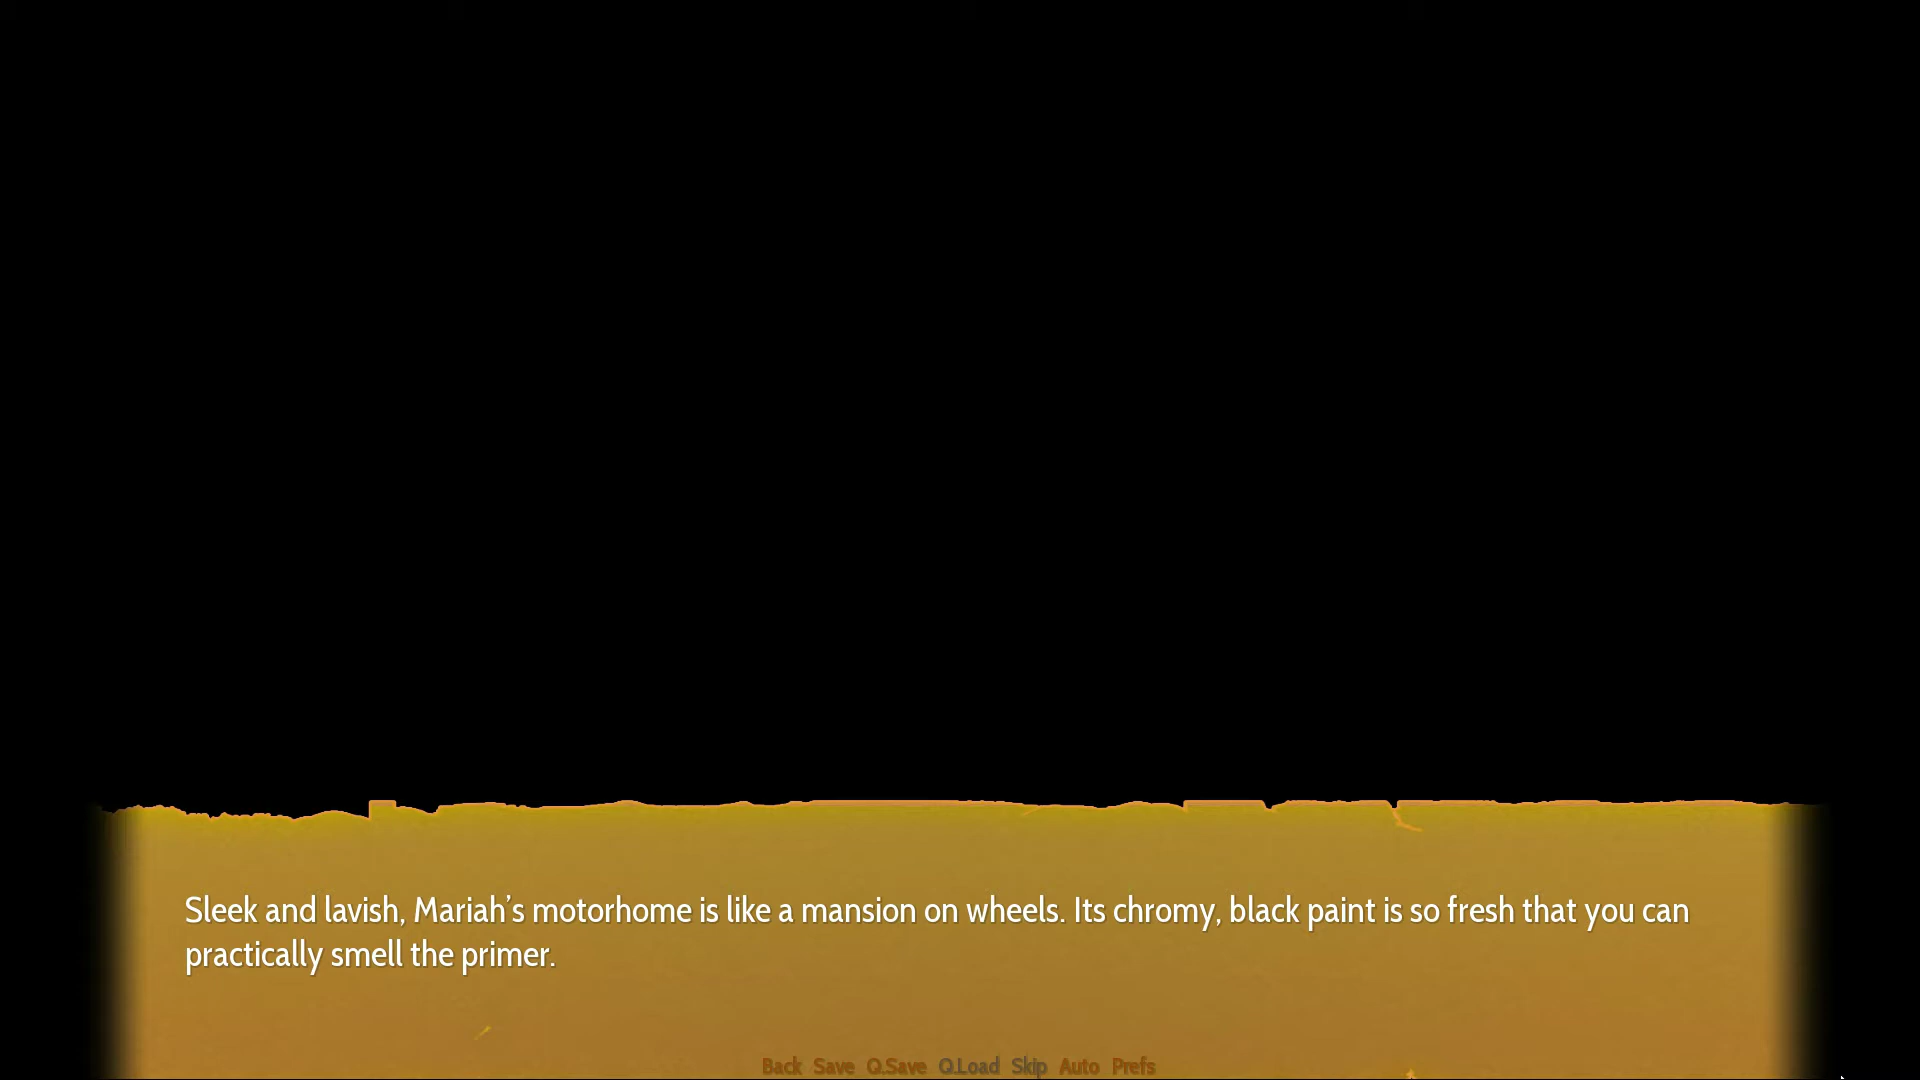 Sleek and lavish, Mariah’s motorhome is like a mansion on wheels. Its chromy, black paint is so fresh that you can
practically smell the primer.
Back Save Q.Save Q.Load Skip Auto Prefs